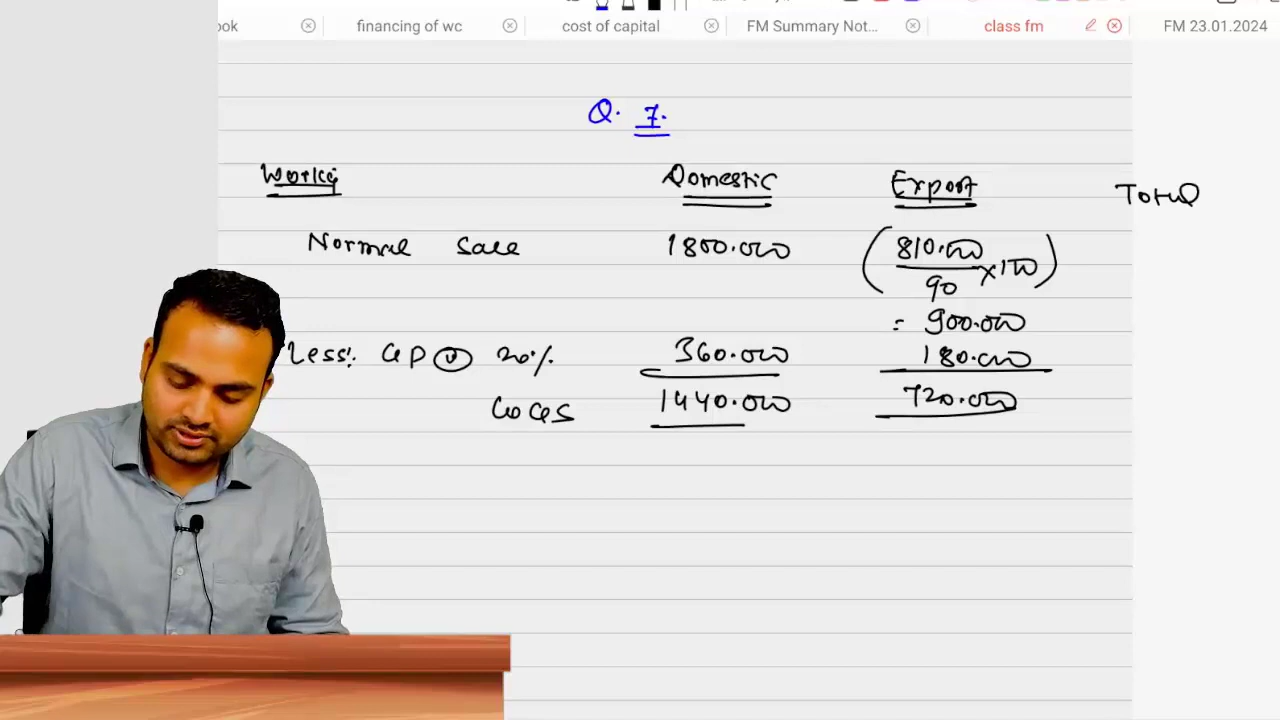 ook financing of wc cost of capital FM Summary Not... class fm FM 23.01.2024
Q. 7.
Working Domestic Export Total
Normal Sale 1800.000 (810.000/90 × 100)
= 900.000
Less: GP @ 20% 360.000 180.000
COGS 1440.000 720.000